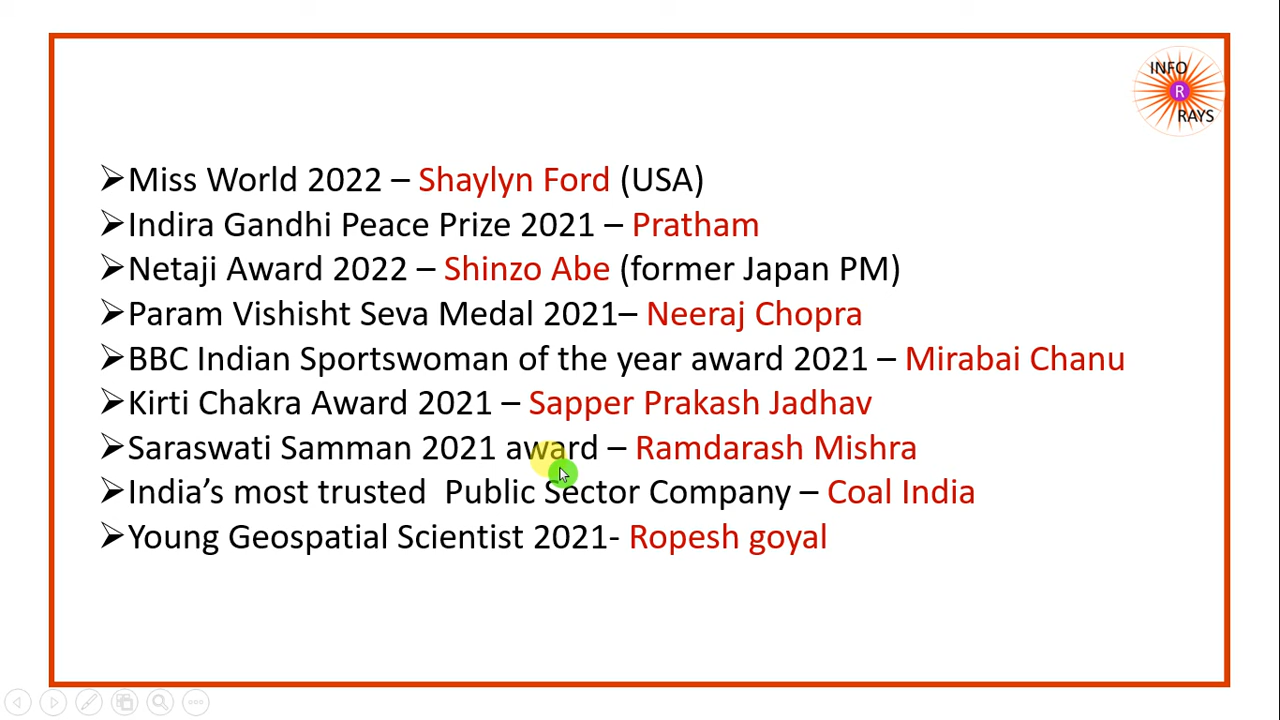 INFO
R
RAYS
➢Miss World 2022 – Shaylyn Ford (USA)
➢Indira Gandhi Peace Prize 2021 – Pratham
➢Netaji Award 2022 – Shinzo Abe (former Japan PM)
➢Param Vishisht Seva Medal 2021– Neeraj Chopra
➢BBC Indian Sportswoman of the year award 2021 – Mirabai Chanu
➢Kirti Chakra Award 2021 – Sapper Prakash Jadhav
➢Saraswati Samman 2021 award – Ramdarash Mishra
➢India’s most trusted  Public Sector Company – Coal India
➢Young Geospatial Scientist 2021- Ropesh goyal